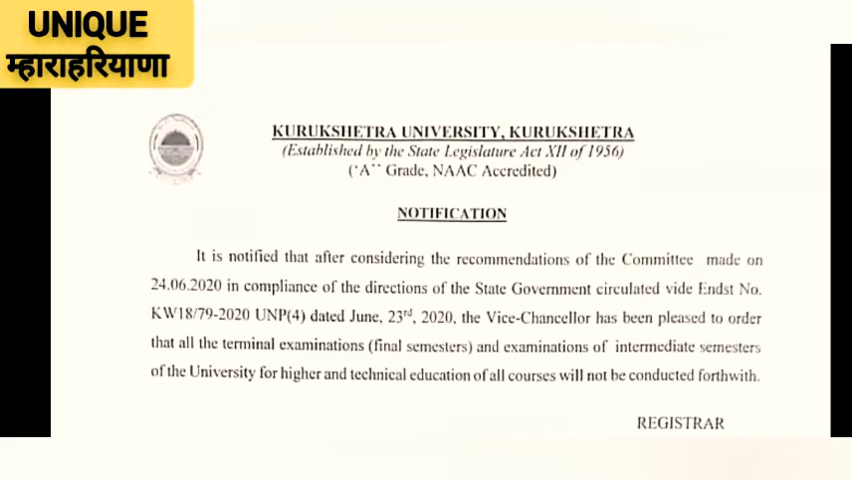 UNIQUE
म्हाराहरियाणा
KURUKSHETRA UNIVERSITY, KURUKSHETRA
(Established by the State Legislature Act XII of 1956)
('A+' Grade, NAAC Accredited)
NOTIFICATION
It is notified that after considering the recommendations of the Committee made on
24.06.2020 in compliance of the directions of the State Government circulated vide Endst No.
KW18/79-2020 UNP(4) dated June, 23rd, 2020, the Vice-Chancellor has been pleased to order
that all the terminal examinations (final semesters) and examinations of intermediate semesters
of the University for higher and technical education of all courses will not be conducted forthwith.
REGISTRAR